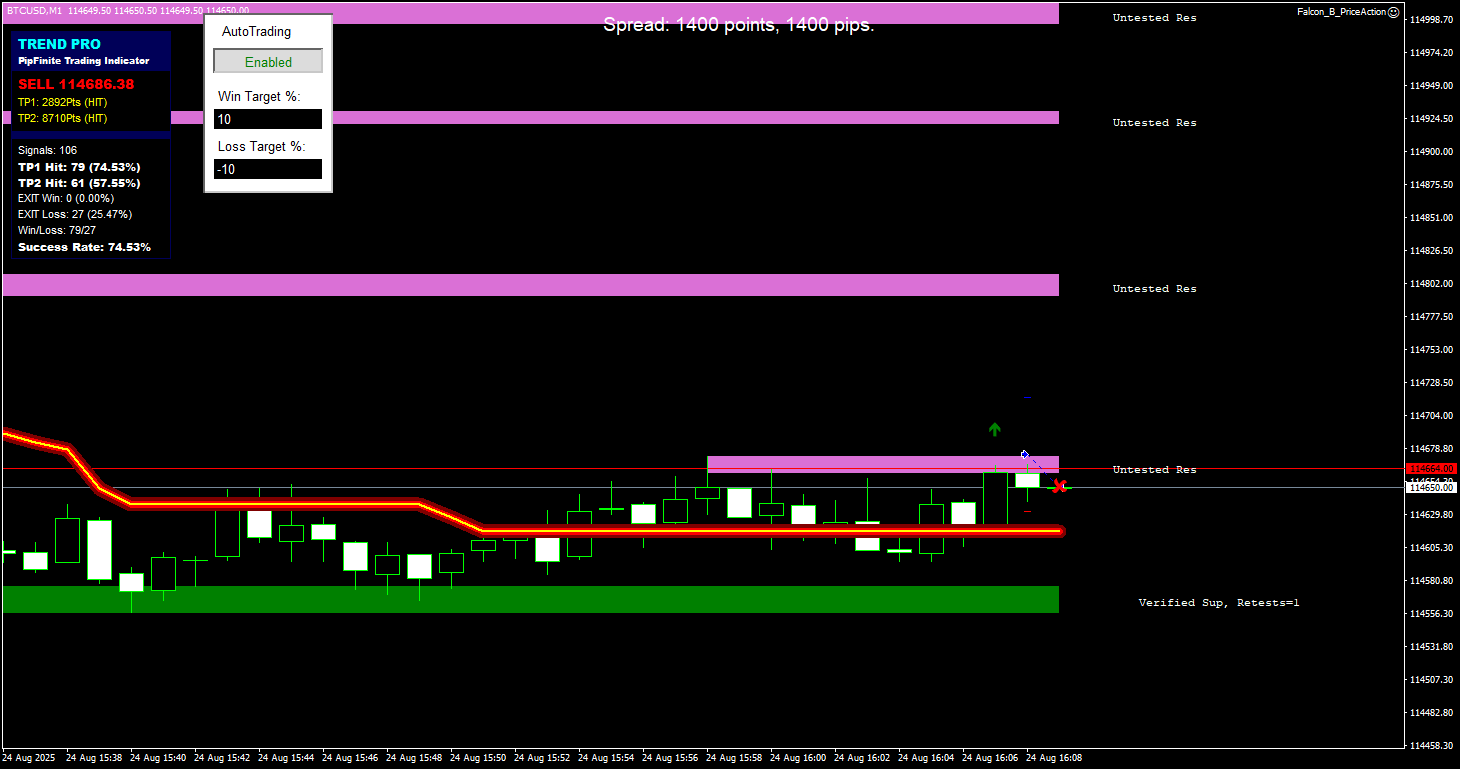 BTCUSD,M1 114649.50 114650.50 114649.50 114650.00
Spread: 1400 points, 1400 pips.
Falcon_B_PriceAction
TREND PRO
PipFinite Trading Indicator
SELL 114686.38
TP1: 2892Pts (HIT)
TP2: 8710Pts (HIT)
Signals: 106
TP1 Hit: 79 (74.53%)
TP2 Hit: 61 (57.55%)
EXIT Win: 0 (0.00%)
EXIT Loss: 27 (25.47%)
Win/Loss: 79/27
Success Rate: 74.53%
AutoTrading
Enabled
Win Target %:
10
Loss Target %:
-10
Untested Res
Untested Res
Untested Res
Untested Res
Verified Sup, Retests=1
114998.70
114974.20
114949.00
114924.50
114900.00
114875.50
114851.00
114826.50
114802.00
114777.50
114753.00
114728.50
114704.00
114678.80
114664.00
114650.00
114629.80
114605.30
114580.80
114556.30
114531.80
114507.30
114482.80
114458.30
24 Aug 2025
24 Aug 15:38
24 Aug 15:40
24 Aug 15:42
24 Aug 15:44
24 Aug 15:46
24 Aug 15:48
24 Aug 15:50
24 Aug 15:52
24 Aug 15:54
24 Aug 15:56
24 Aug 15:58
24 Aug 16:00
24 Aug 16:02
24 Aug 16:04
24 Aug 16:06
24 Aug 16:08